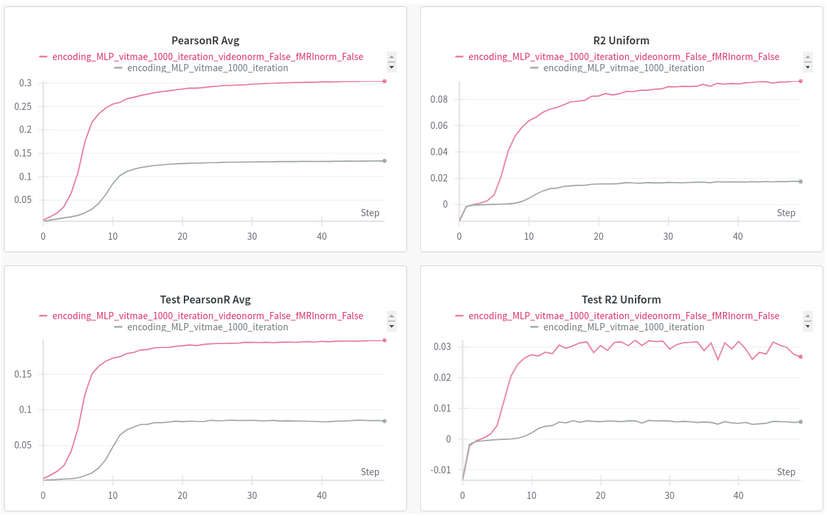 PearsonR Avg
encoding_MLP_vitmae_1000_iteration_videonorm_False_fMRInorm_False
encoding_MLP_vitmae_1000_iteration
0.3
0.25
0.2
0.15
0.1
0.05
Step
0 10 20 30 40
R2 Uniform
encoding_MLP_vitmae_1000_iteration_videonorm_False_fMRInorm_False
encoding_MLP_vitmae_1000_iteration
0.08
0.06
0.04
0.02
0
Step
0 10 20 30 40
Test PearsonR Avg
encoding_MLP_vitmae_1000_iteration_videonorm_False_fMRInorm_False
encoding_MLP_vitmae_1000_iteration
0.15
0.1
0.05
Step
0 10 20 30 40
Test R2 Uniform
encoding_MLP_vitmae_1000_iteration_videonorm_False_fMRInorm_False
encoding_MLP_vitmae_1000_iteration
0.03
0.02
0.01
0
-0.01
Step
0 10 20 30 40